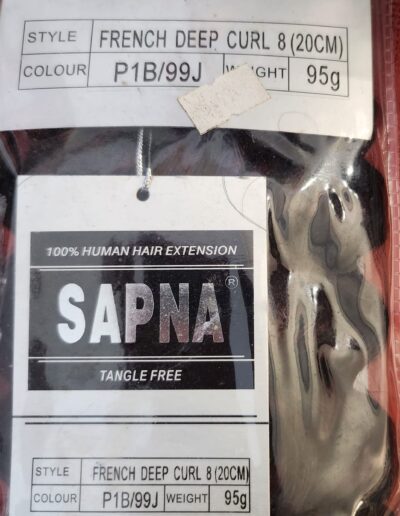 STYLE FRENCH DEEP CURL 8 (20CM)
COLOUR P1B/99J WEIGHT 95g
100% HUMAN HAIR EXTENSION
SAPNA®
TANGLE FREE
STYLE FRENCH DEEP CURL 8 (20CM)
COLOUR P1B/99J WEIGHT 95g